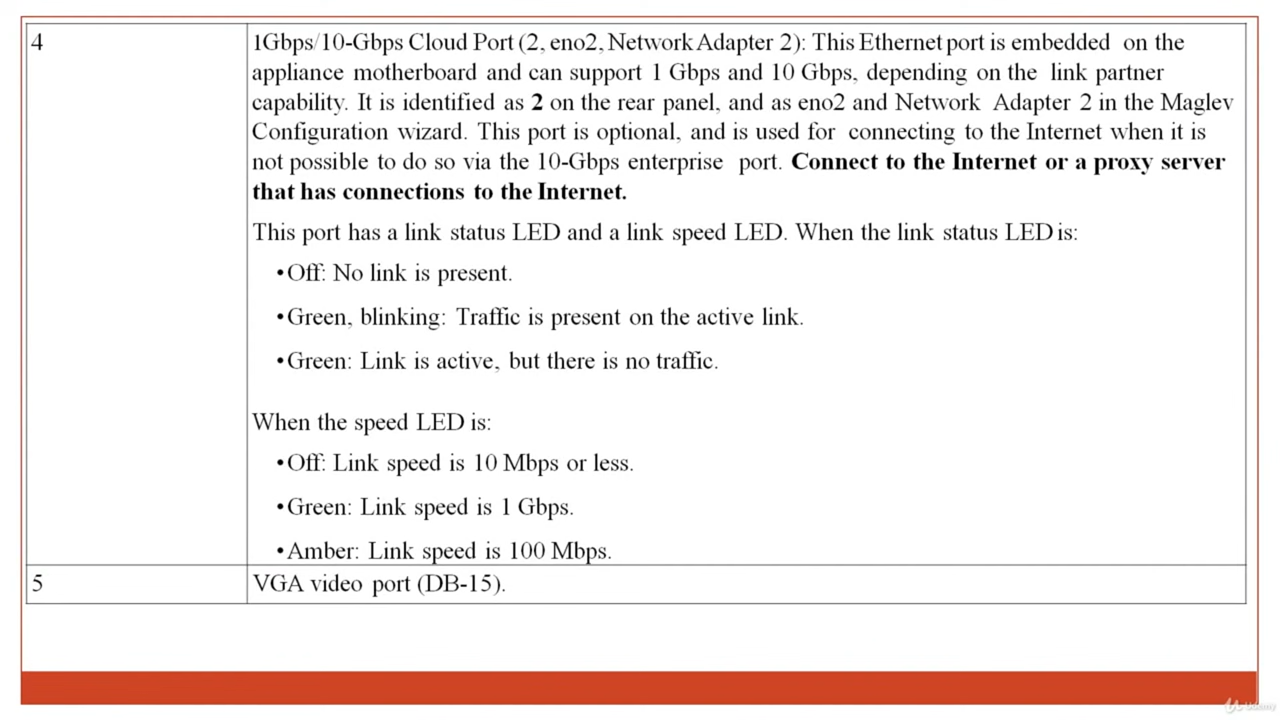 4
1Gbps/10-Gbps Cloud Port (2, eno2, Network Adapter 2): This Ethernet port is embedded on the
appliance motherboard and can support 1 Gbps and 10 Gbps, depending on the link partner
capability. It is identified as 2 on the rear panel, and as eno2 and Network Adapter 2 in the Maglev
Configuration wizard. This port is optional, and is used for connecting to the Internet when it is
not possible to do so via the 10-Gbps enterprise port. Connect to the Internet or a proxy server
that has connections to the Internet.
This port has a link status LED and a link speed LED. When the link status LED is:
•Off: No link is present.
•Green, blinking: Traffic is present on the active link.
•Green: Link is active, but there is no traffic.
When the speed LED is:
•Off: Link speed is 10 Mbps or less.
•Green: Link speed is 1 Gbps.
•Amber: Link speed is 100 Mbps.
5
VGA video port (DB-15).
Udemy